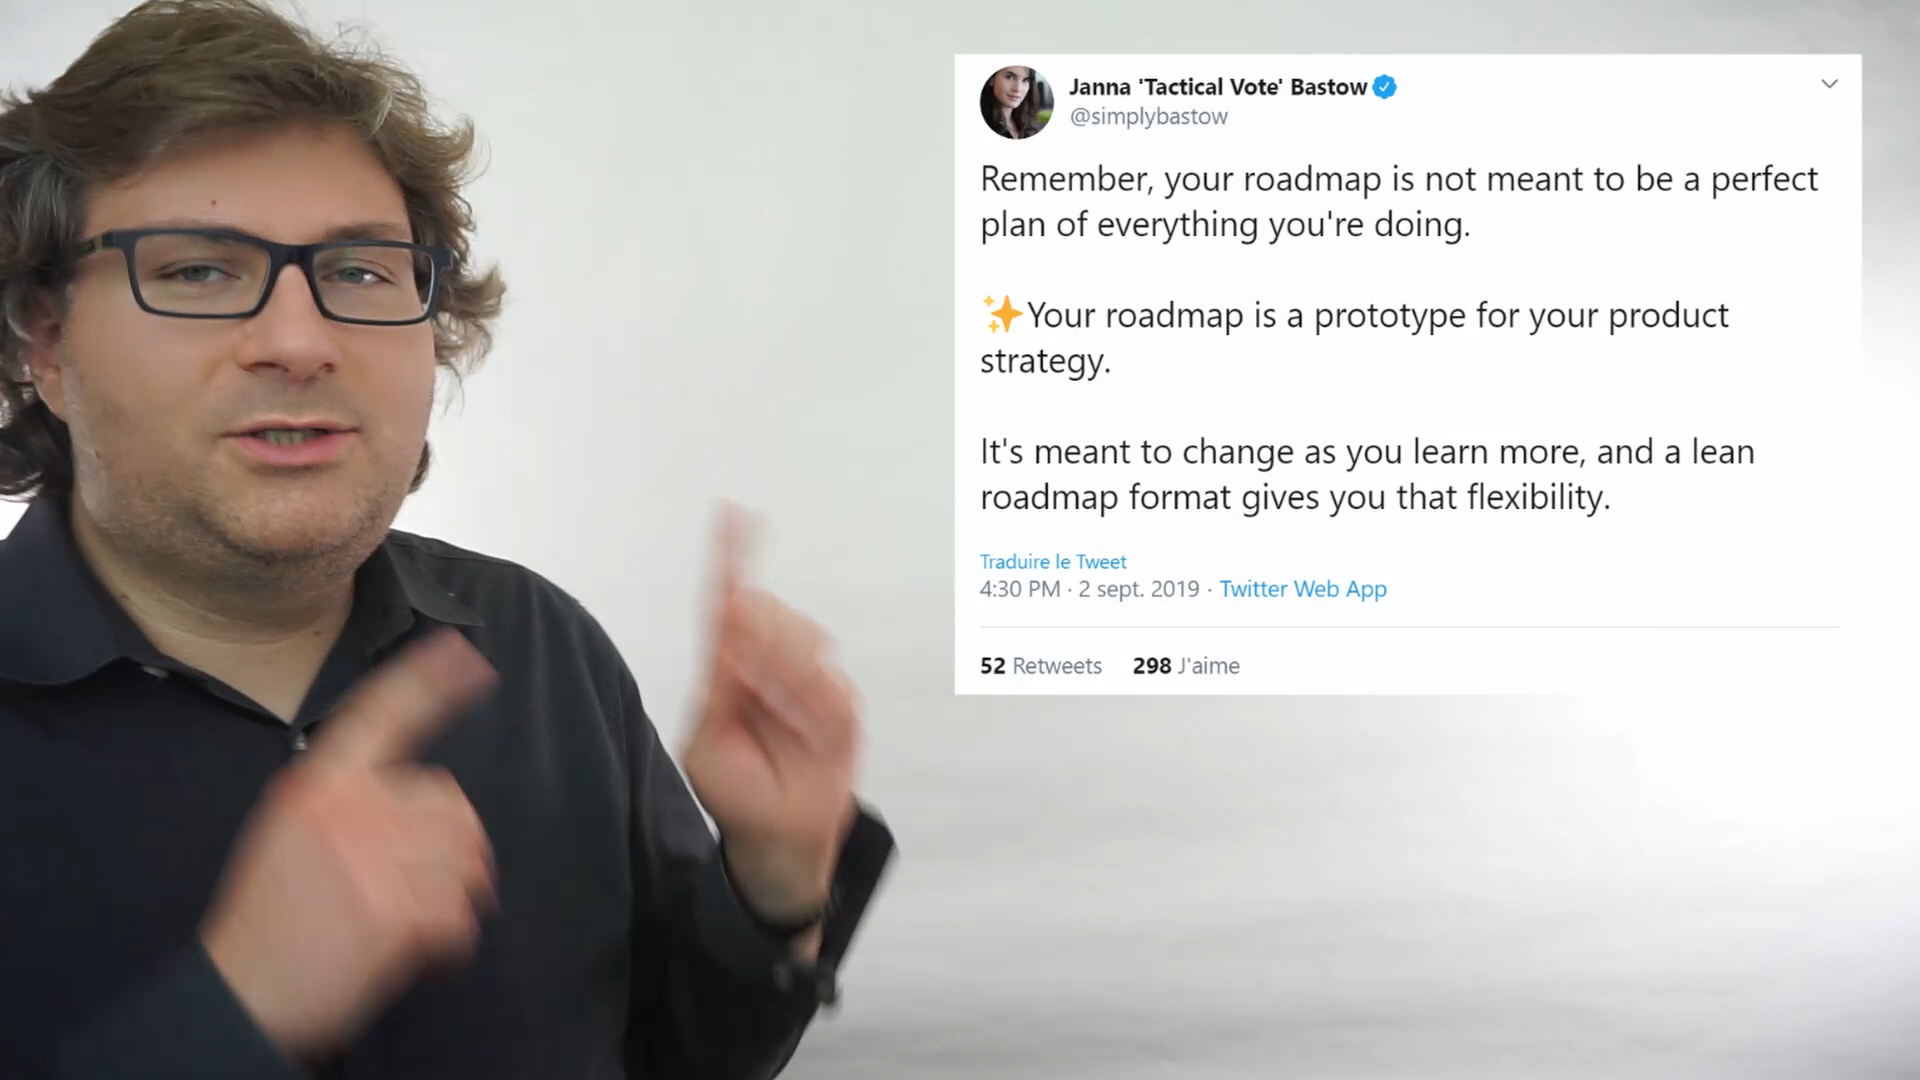 Janna 'Tactical Vote' Bastow
@simplybastow
Remember, your roadmap is not meant to be a perfect
plan of everything you're doing.
✨Your roadmap is a prototype for your product
strategy.
It's meant to change as you learn more, and a lean
roadmap format gives you that flexibility.
Traduire le Tweet
4:30 PM · 2 sept. 2019 · Twitter Web App
52 Retweets 298 J'aime